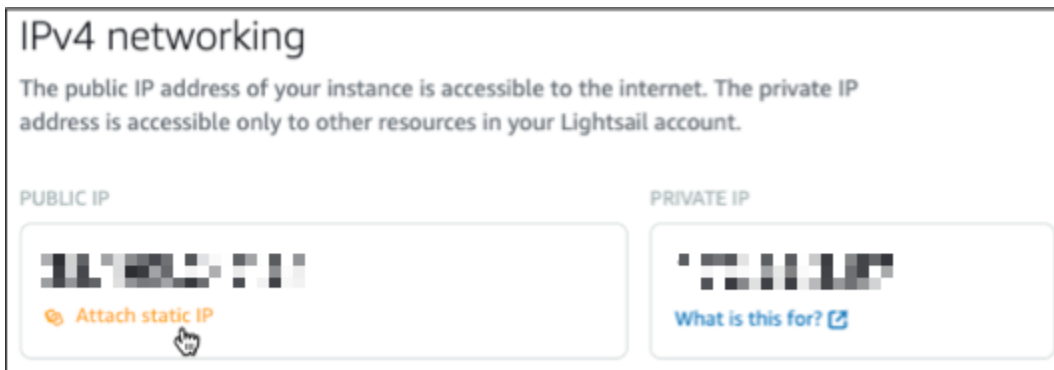 IPv4 networking
The public IP address of your instance is accessible to the internet. The private IP
address is accessible only to other resources in your Lightsail account.
PUBLIC IP
PRIVATE IP
Attach static IP
What is this for?